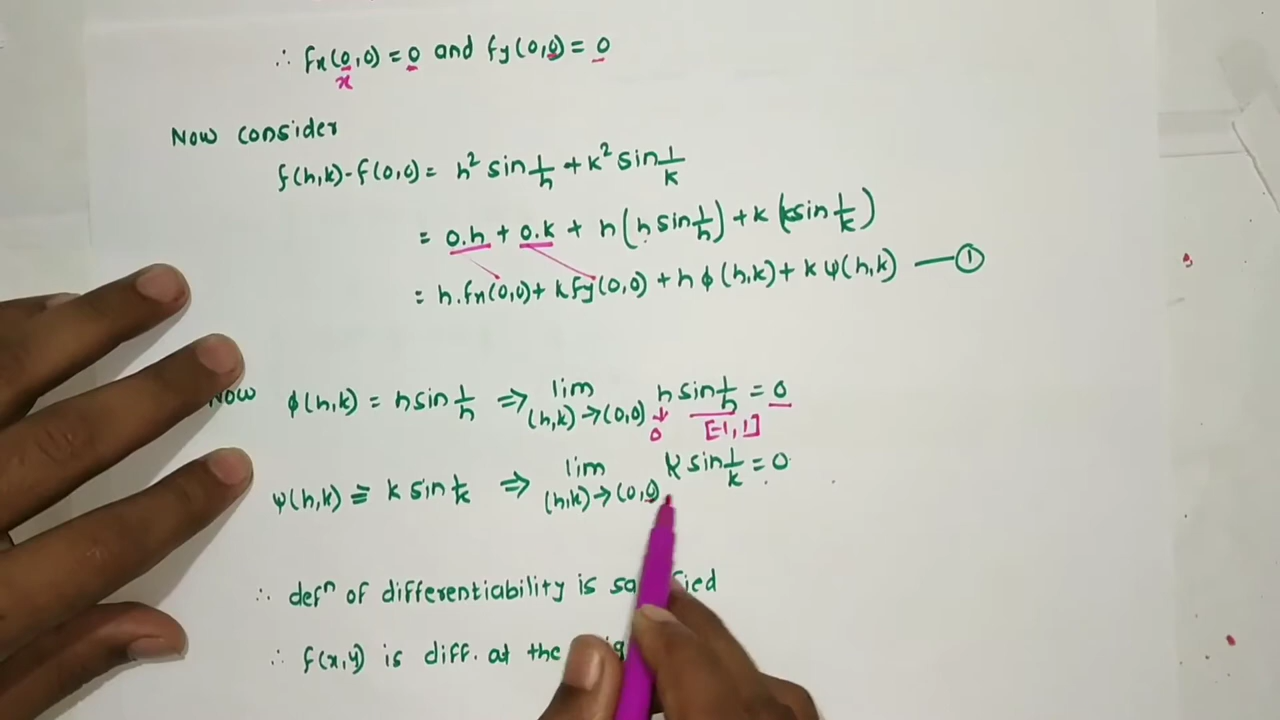 ∴ fx(0,0) = 0 and fy(0,0) = 0
x
Now consider
f(h,k)-f(0,0) = h² sin 1/h + k² sin 1/k
= 0.h + 0.k + h(h sin 1/h) + k(k sin 1/k)
= h.fx(0,0) + k fy(0,0) + h ϕ(h,k) + k ψ(h,k) — ①
Now ϕ(h,k) = h sin 1/h ⇒ lim (h,k)→(0,0) h sin 1/h = 0
0 [-1,1]
ψ(h,k) = k sin 1/k ⇒ lim (h,k)→(0,0) k sin 1/k = 0
∴ defⁿ of differentiability is
∴ f(x,y) is diff. at the